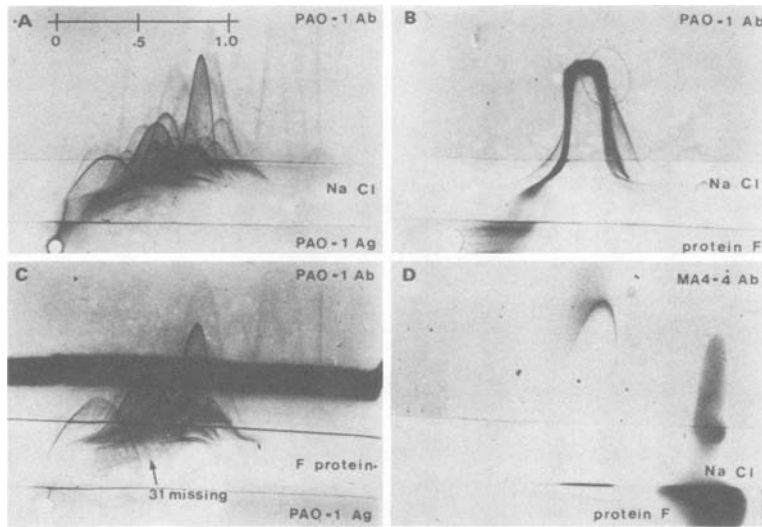 A
PAO-1 Ab
0 .5 1.0
Na Cl
PAO-1 Ag
B
PAO-1 Ab
Na Cl
protein F
C
PAO-1 Ab
F protein
31 missing
PAO-1 Ag
D
MA4-4 Ab
Na Cl
protein F